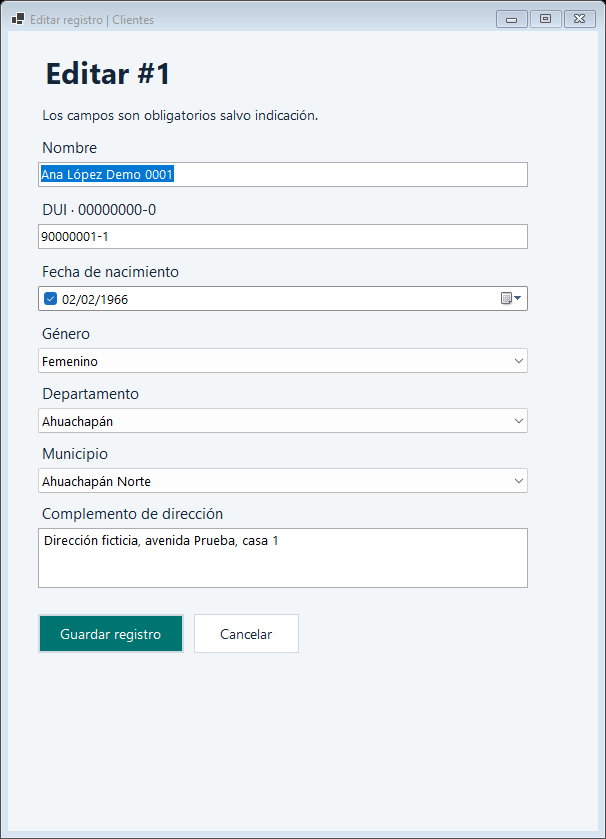 Editar registro | Clientes
Editar #1
Los campos son obligatorios salvo indicación.
Nombre
Ana López Demo 0001
DUI · 00000000-0
90000001-1
Fecha de nacimiento
02/02/1966
Género
Femenino
Departamento
Ahuachapán
Municipio
Ahuachapán Norte
Complemento de dirección
Dirección ficticia, avenida Prueba, casa 1
Guardar registro
Cancelar